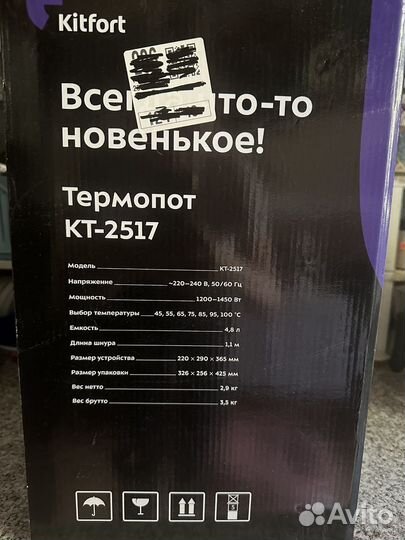 Kitfort
то-то
новенькое!
Термопот
КТ-2517
Модель КТ-2517
Напряжение ~220–240 В, 50/60 Гц
Мощность 1200–1450 Вт
Выбор температуры 45, 55, 65, 75, 85, 95, 100 °C
Емкость 4,8 л
Длина шнура 1,1 м
Размер устройства 220 × 290 × 365 мм
Размер упаковки 326 × 256 × 425 мм
Вес нетто 2,9 кг
Вес брутто 3,5 кг
5
Avito